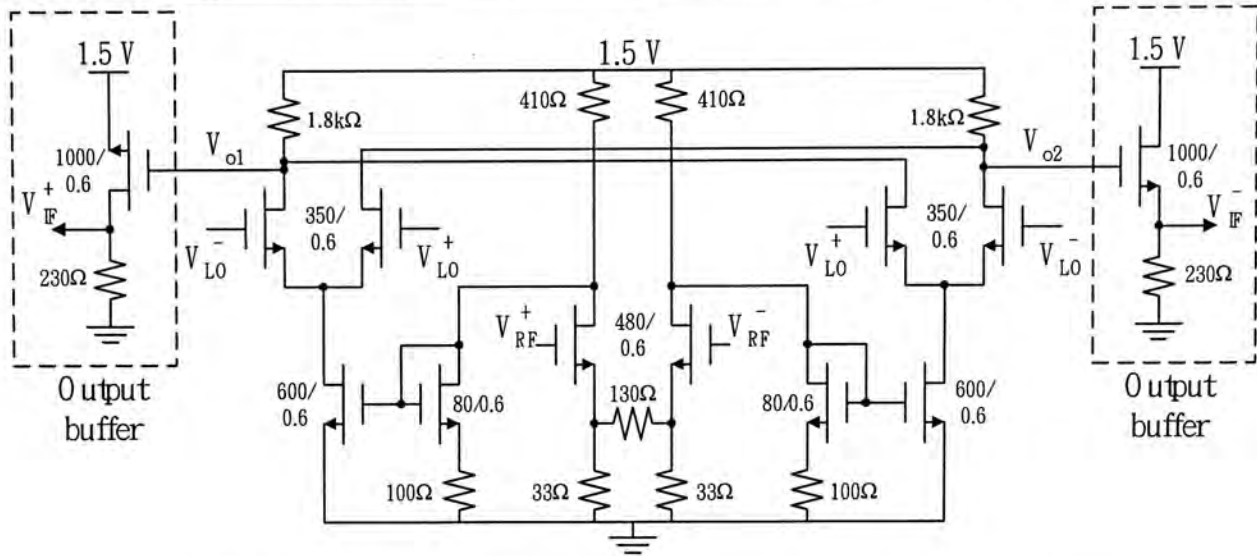 1.5 V
1.5 V
1.5 V
1.8kΩ
410Ω
410Ω
1.8kΩ
1000/
0.6
V o1
V o2
1000/
0.6
V IF +
V IF -
230Ω
230Ω
V LO -
350/
0.6
V LO +
V LO +
350/
0.6
V LO -
V RF +
480/
0.6
V RF -
130Ω
600/
0.6
80/0.6
80/0.6
600/
0.6
100Ω
33Ω
33Ω
100Ω
Output
buffer
Output
buffer